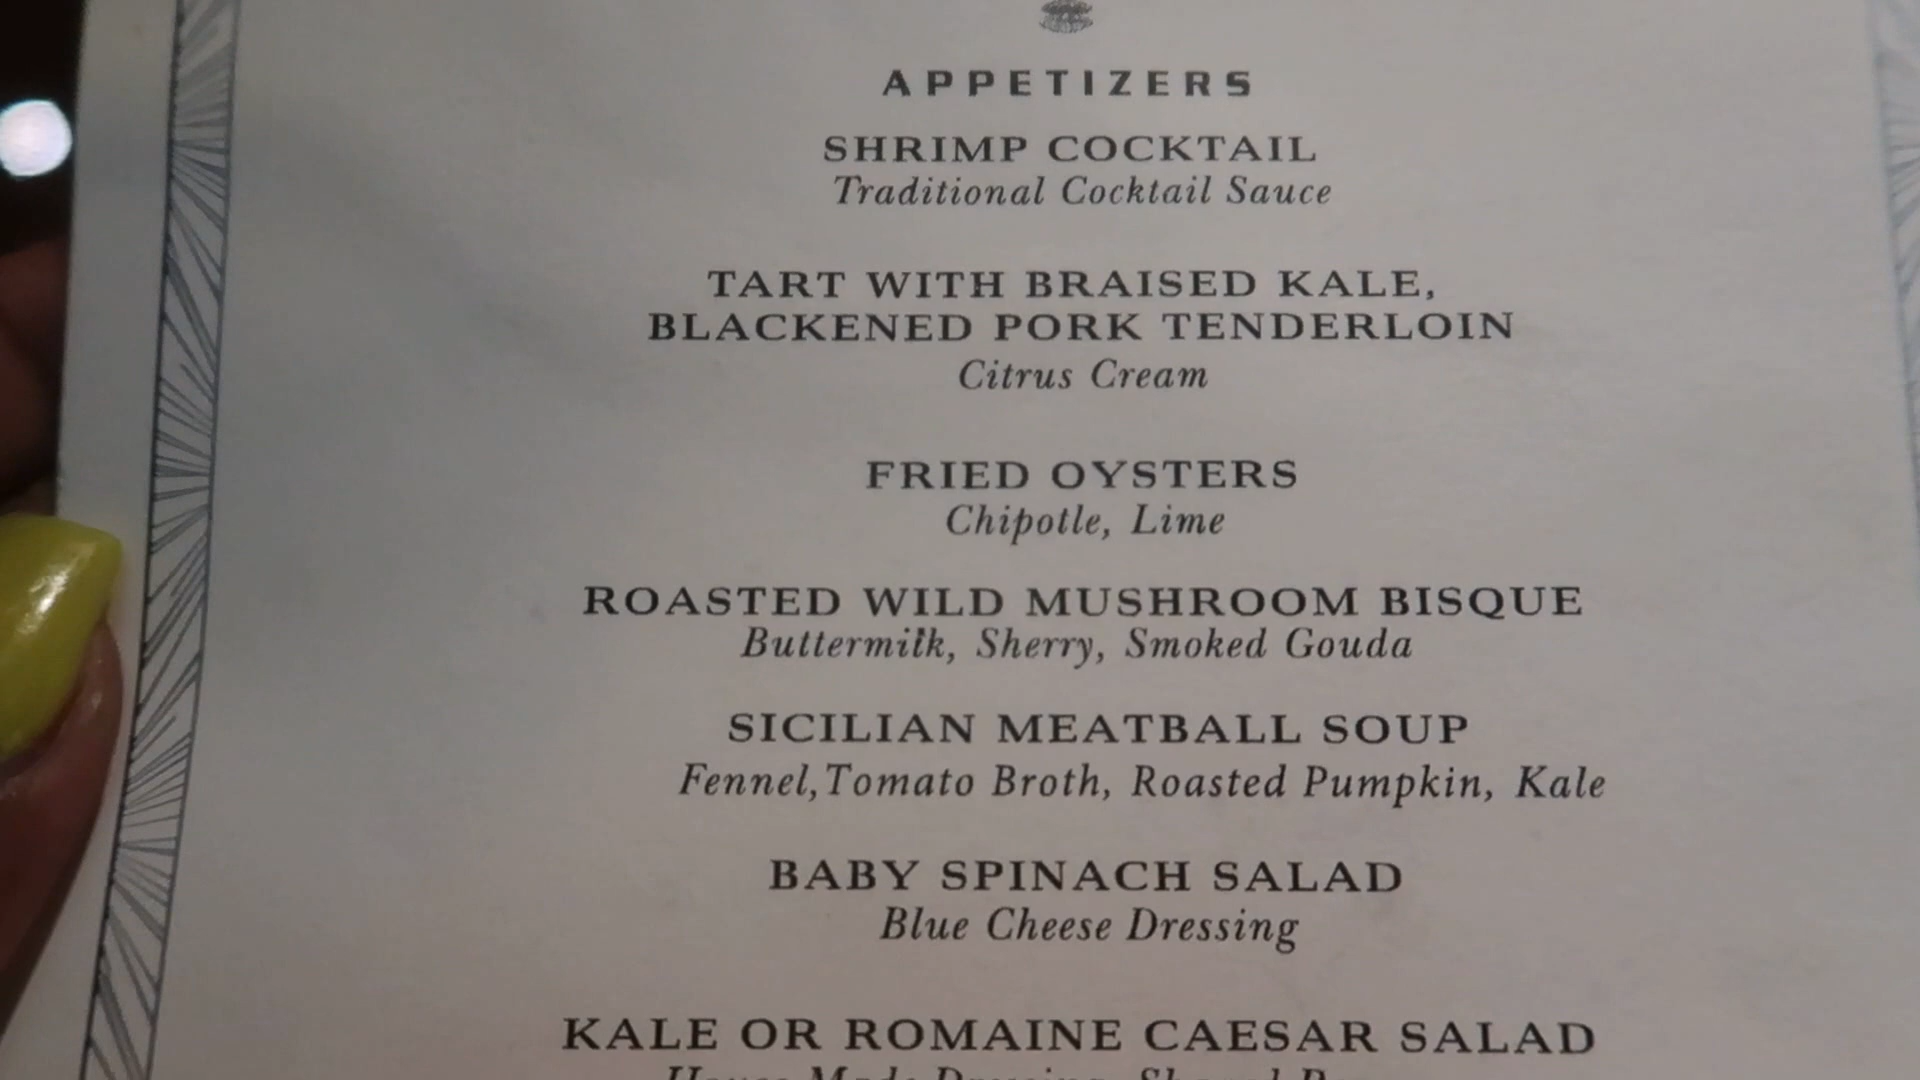 APPETIZERS
SHRIMP COCKTAIL
Traditional Cocktail Sauce
TART WITH BRAISED KALE,
BLACKENED PORK TENDERLOIN
Citrus Cream
FRIED OYSTERS
Chipotle, Lime
ROASTED WILD MUSHROOM BISQUE
Buttermilk, Sherry, Smoked Gouda
SICILIAN MEATBALL SOUP
Fennel,Tomato Broth, Roasted Pumpkin, Kale
BABY SPINACH SALAD
Blue Cheese Dressing
KALE OR ROMAINE CAESAR SALAD